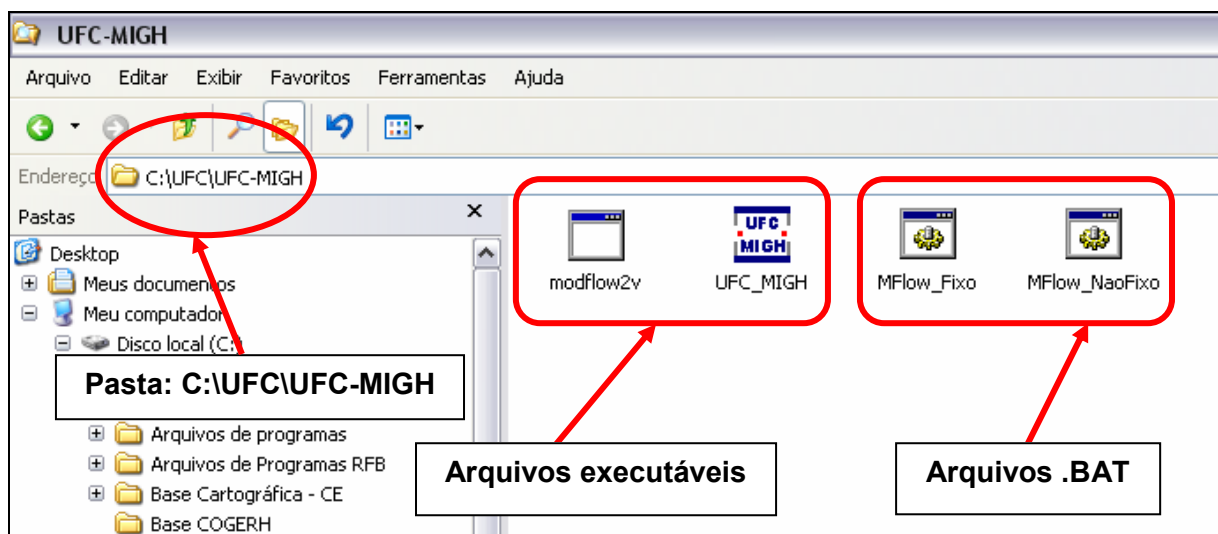 UFC-MIGH
Arquivo Editar Exibir Favoritos Ferramentas Ajuda
Endereço C:\UFC\UFC-MIGH
Pastas
Desktop
Meus documentos
Meu computador
Disco local (C:)
Pasta: C:\UFC\UFC-MIGH
Arquivos de programas
Arquivos de Programas RFB
Base Cartográfica - CE
Base COGERH
UFC
MIGH
modflow2v UFC_MIGH MFlow_Fixo MFlow_NaoFixo
Arquivos executáveis
Arquivos .BAT